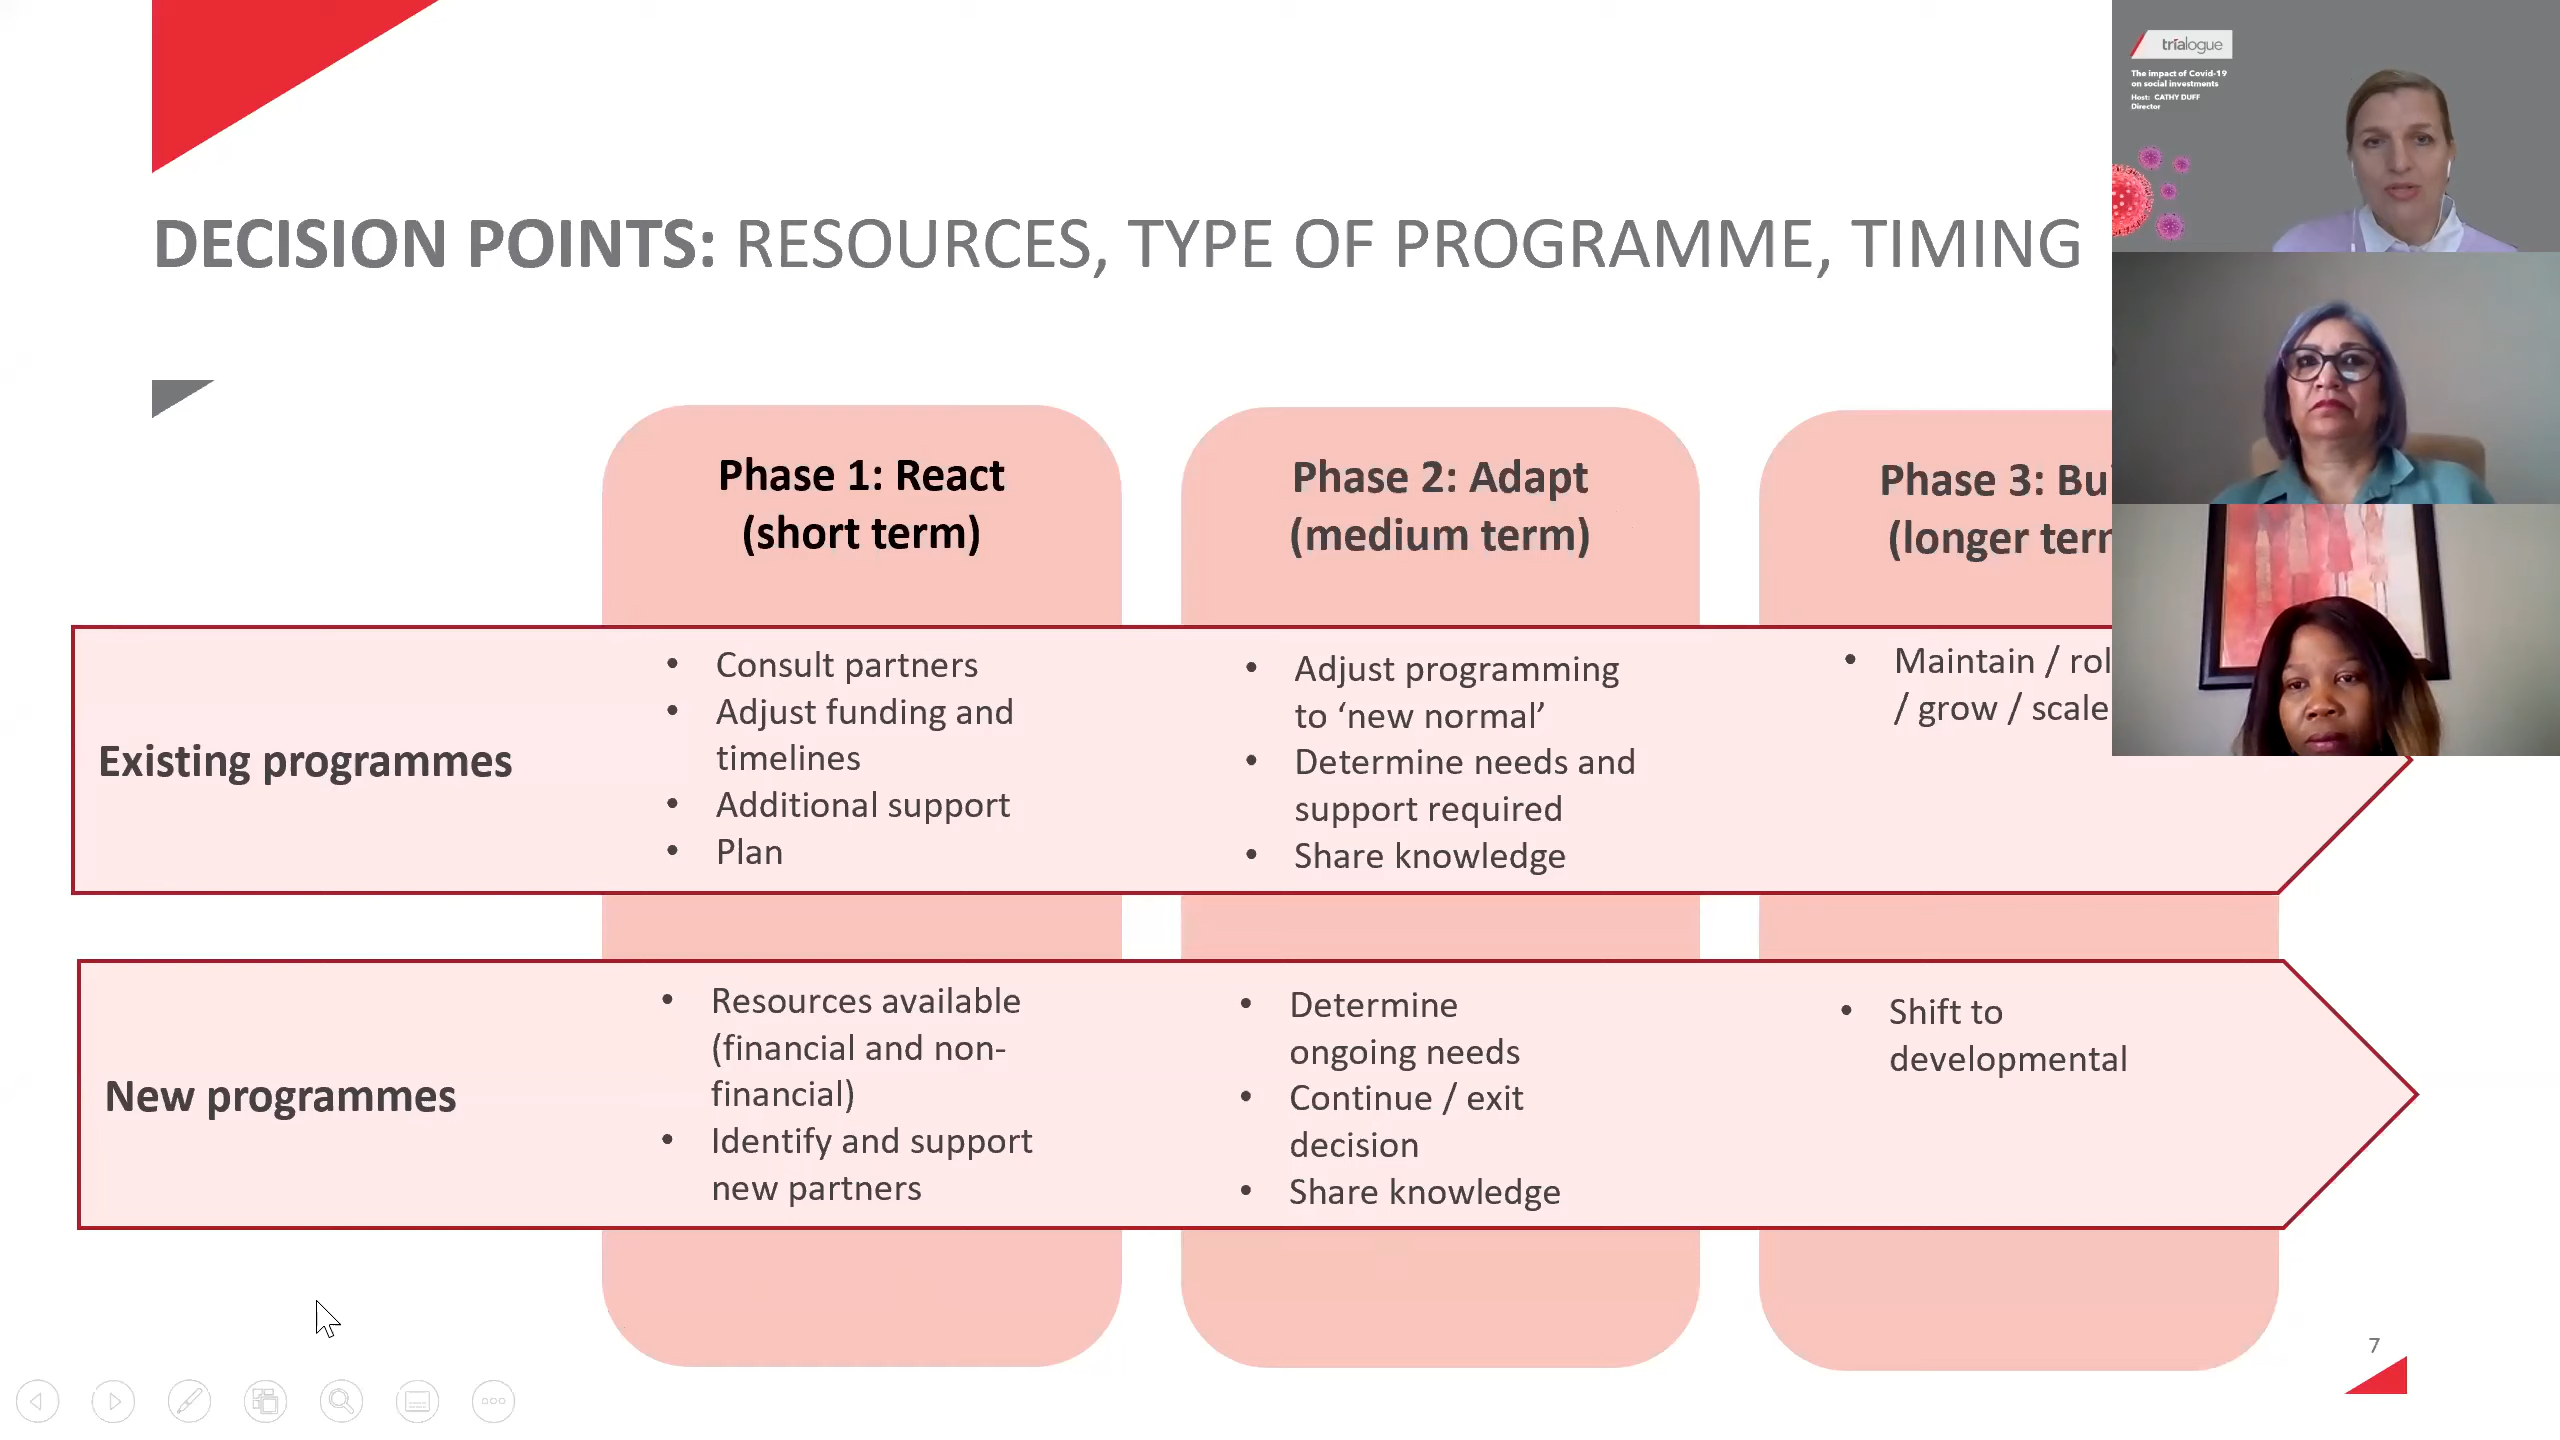 trialogue
The impact of Covid-19
on social investments
Host: CATHY DUFF
Director
DECISION POINTS: RESOURCES, TYPE OF PROGRAMME, TIMING
Phase 1: React
(short term)
Phase 2: Adapt
(medium term)
Phase 3:
(longer
Existing programmes
• Consult partners
• Adjust funding and
timelines
• Additional support
• Plan
• Adjust programming
to ‘new normal’
• Determine needs and
support required
• Share knowledge
• Maintain /
/ grow / scale
New programmes
• Resources available
(financial and non-
financial)
• Identify and support
new partners
• Determine
ongoing needs
• Continue / exit
decision
• Share knowledge
• Shift to
developmental
7